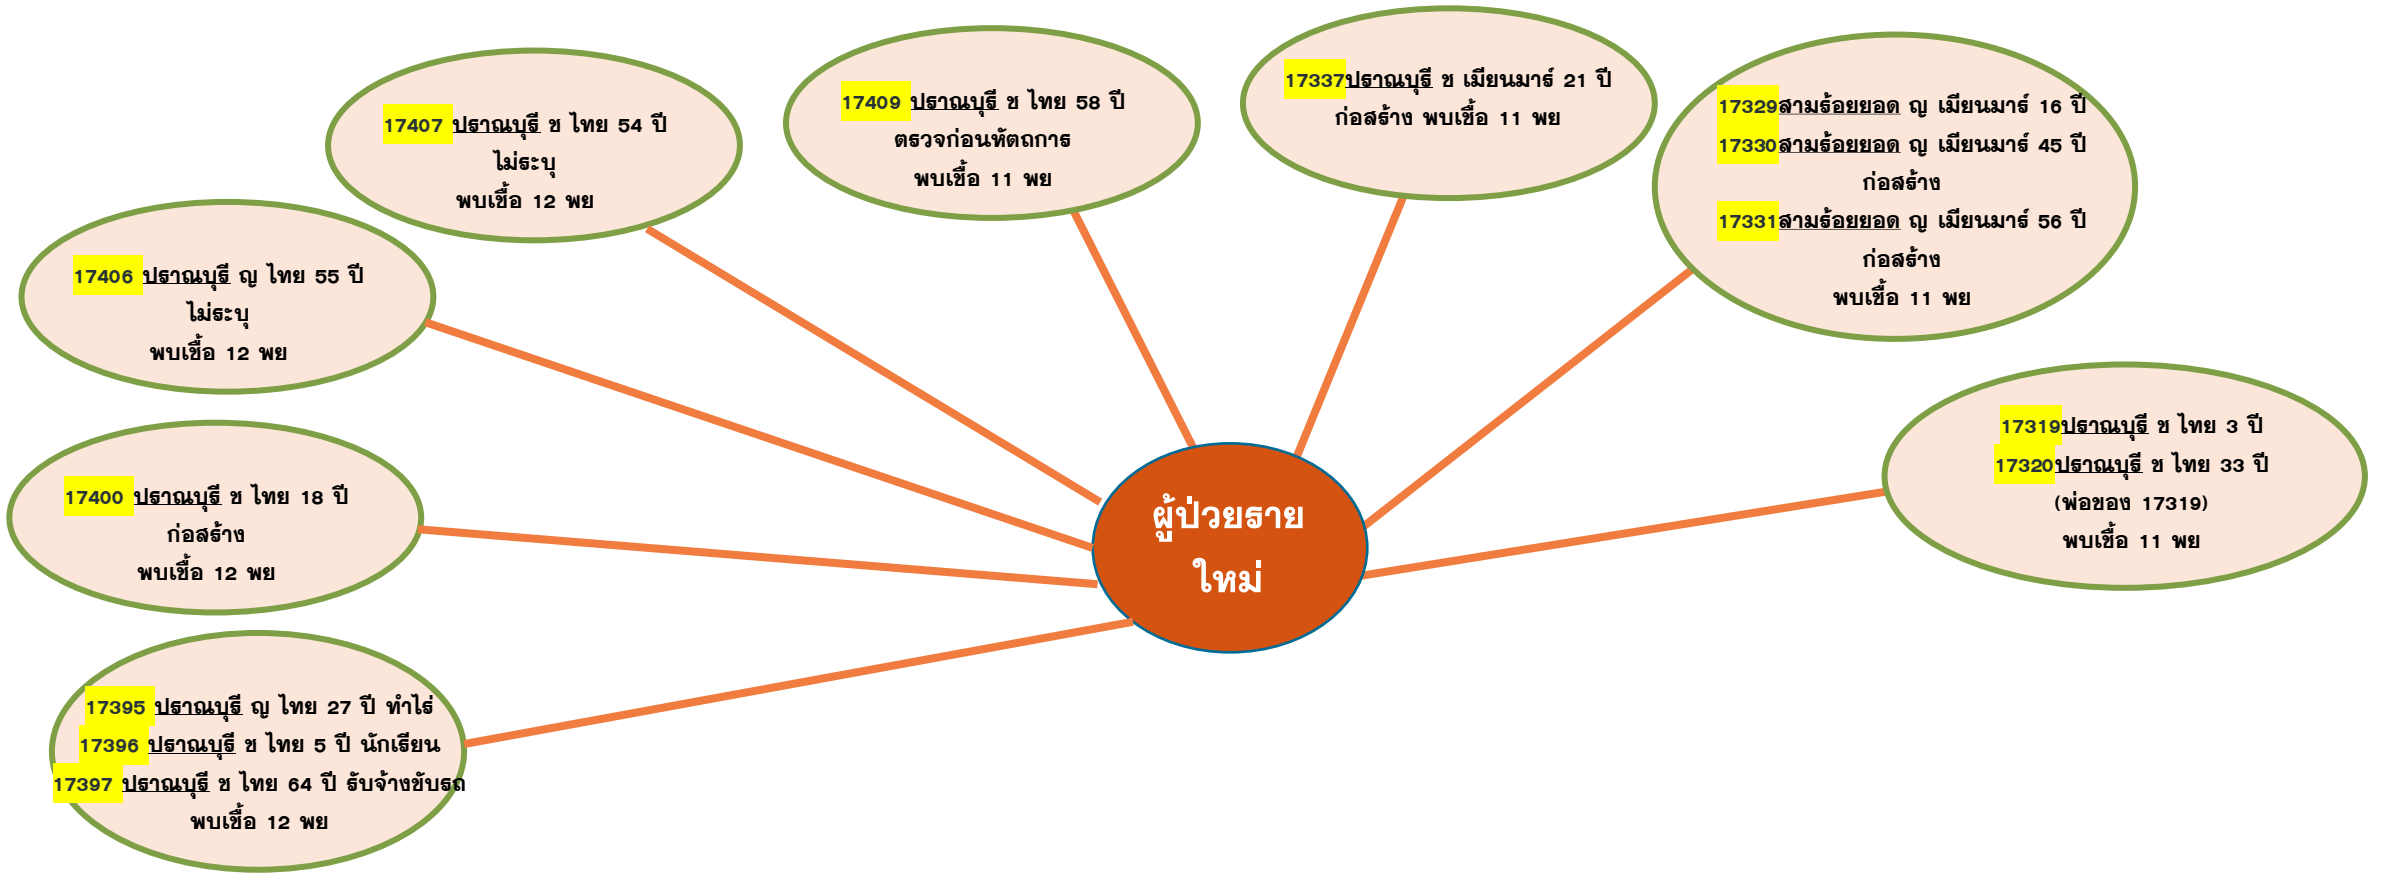 17407 ปราณบุรี ช ไทย 54 ปี
ไม่ระบุ
พบเชื้อ 12 พย
17409 ปราณบุรี ช ไทย 58 ปี
ตรวจก่อนหัตถการ
พบเชื้อ 11 พย
17337ปราณบุรี ช เมียนมาร์ 21 ปี
ก่อสร้าง พบเชื้อ 11 พย
17329สามร้อยยอด ญ เมียนมาร์ 16 ปี
17330สามร้อยยอด ญ เมียนมาร์ 45 ปี
ก่อสร้าง
17331สามร้อยยอด ญ เมียนมาร์ 56 ปี
ก่อสร้าง
พบเชื้อ 11 พย
17406 ปราณบุรี ญ ไทย 55 ปี
ไม่ระบุ
พบเชื้อ 12 พย
17319ปราณบุรี ช ไทย 3 ปี
17320ปราณบุรี ช ไทย 33 ปี
(พ่อของ 17319)
พบเชื้อ 11 พย
17400 ปราณบุรี ช ไทย 18 ปี
ก่อสร้าง
พบเชื้อ 12 พย
ผู้ป่วยราย
ใหม่
17395 ปราณบุรี ญ ไทย 27 ปี ทำไร่
17396 ปราณบุรี ช ไทย 5 ปี นักเรียน
17397 ปราณบุรี ช ไทย 64 ปี รับจ้างขับรถ
พบเชื้อ 12 พย